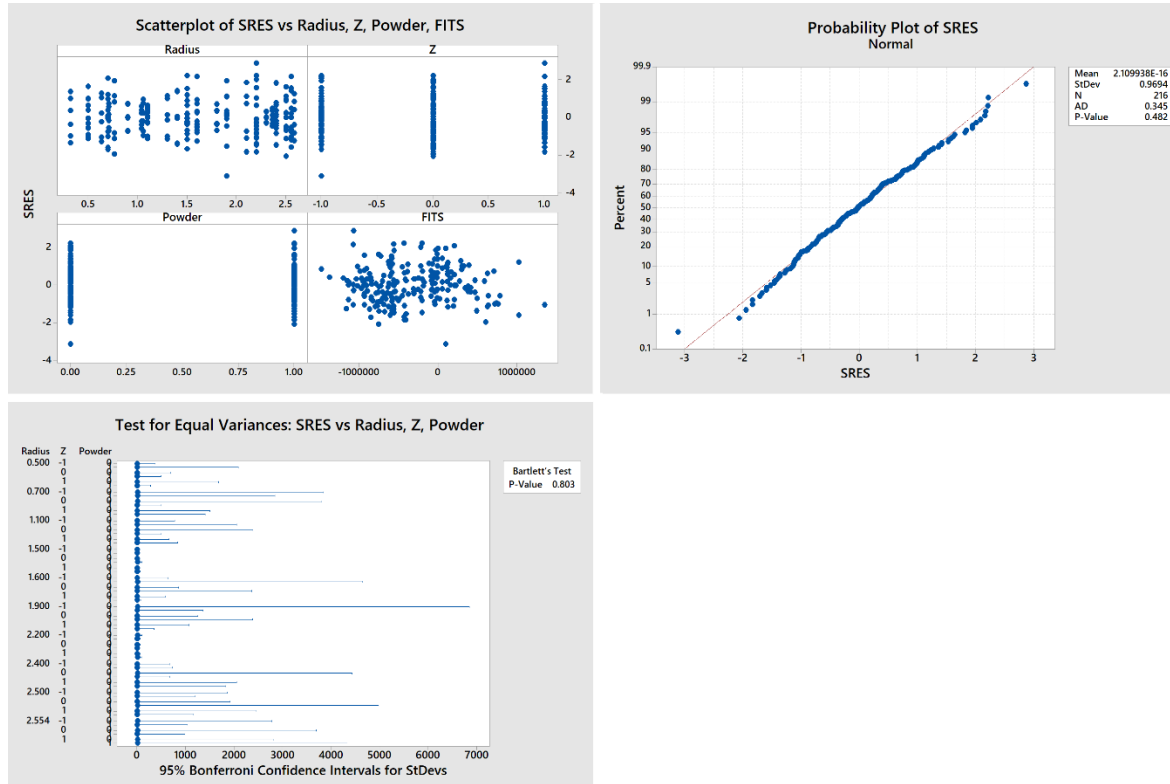 Scatterplot of SRES vs Radius, Z, Powder, FITS
Radius Z
2
0
-2
-4
0.5 1.0 1.5 2.0 2.5 -1.0 -0.5 0.0 0.5 1.0
SRES
Powder FITS
2
0
-2
-4
0.00 0.25 0.50 0.75 1.00 -1000000 0 1000000
Probability Plot of SRES
Normal
99.9
99
95
90
80
70
60
50
40
30
20
10
5
1
0.1
Percent
-3 -2 -1 0 1 2 3
SRES
Mean 2.109938E-16
StDev 0.9694
N 216
AD 0.345
P-Value 0.482
Test for Equal Variances: SRES vs Radius, Z, Powder
Radius Z Powder
0.500 -1
0
1
0.700 -1
0
1
1.100 -1
0
1
1.500 -1
0
1
1.600 -1
0
1
1.900 -1
0
1
2.200 -1
0
1
2.400 -1
0
1
2.500 -1
0
1
2.554 -1
0
1
0 1000 2000 3000 4000 5000 6000 7000
95% Bonferroni Confidence Intervals for StDevs
Bartlett's Test
P-Value 0.803